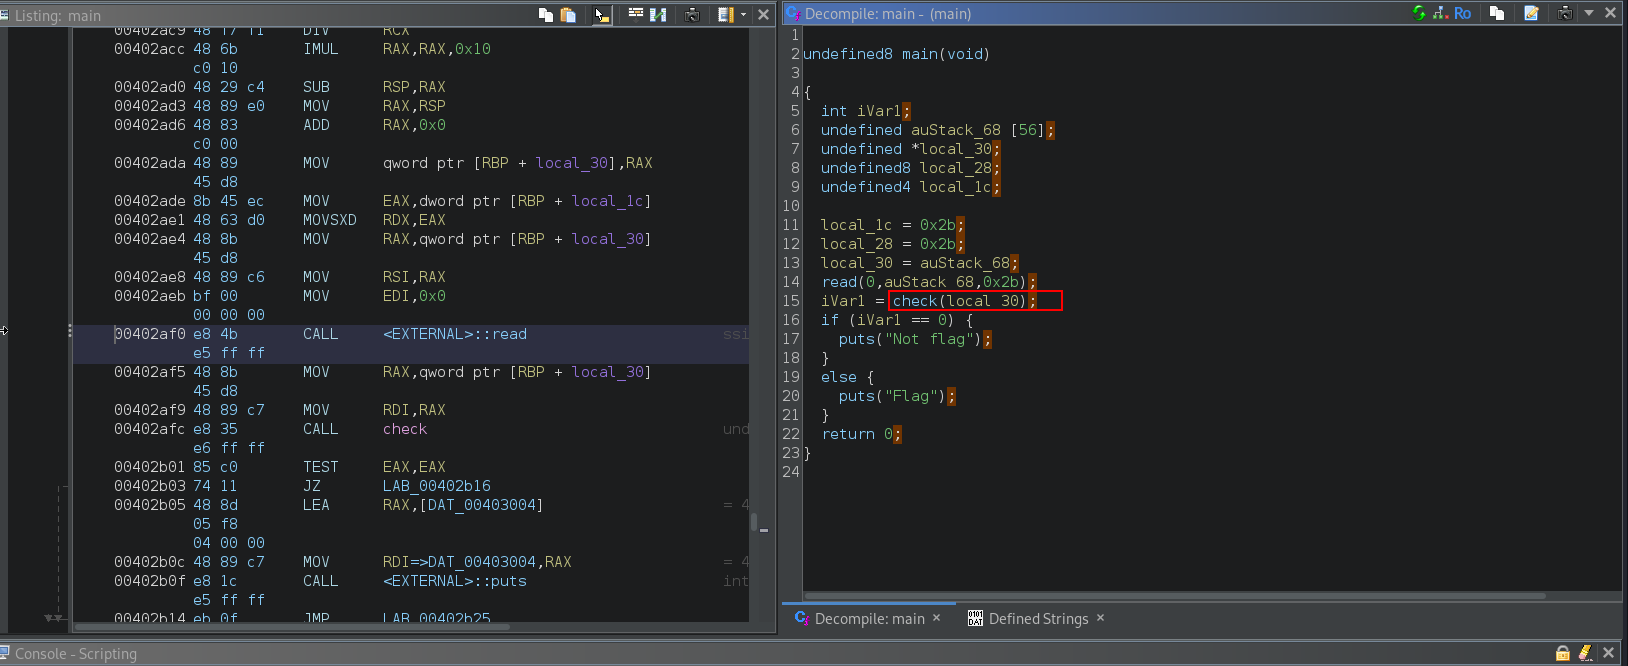 Listing: main
00402ac9 48 f7 f1 DIV RCX
00402acc 48 6b IMUL RAX,RAX,0x10
c0 10
00402ad0 48 29 c4 SUB RSP,RAX
00402ad3 48 89 e0 MOV RAX,RSP
00402ad6 48 83 ADD RAX,0x0
c0 00
00402ada 48 89 MOV qword ptr [RBP + local_30],RAX
45 d8
00402ade 8b 45 ec MOV EAX,dword ptr [RBP + local_1c]
00402ae1 48 63 d0 MOVSXD RDX,EAX
00402ae4 48 8b MOV RAX,qword ptr [RBP + local_30]
45 d8
00402ae8 48 89 c6 MOV RSI,RAX
00402aeb bf 00 MOV EDI,0x0
00 00 00
00402af0 e8 4b CALL <EXTERNAL>::read ssi
e5 ff ff
00402af5 48 8b MOV RAX,qword ptr [RBP + local_30]
45 d8
00402af9 48 89 c7 MOV RDI,RAX
00402afc e8 35 CALL check und
e6 ff ff
00402b01 85 c0 TEST EAX,EAX
00402b03 74 11 JZ LAB_00402b16
00402b05 48 8d LEA RAX,[DAT_00403004] = 4
05 f8
04 00 00
00402b0c 48 89 c7 MOV RDI=>DAT_00403004,RAX = 4
00402b0f e8 1c CALL <EXTERNAL>::puts int
e5 ff ff
00402b14 eb 0f JMP LAB_00402b25
Decompile: main - (main)
Ro
1
2 undefined8 main(void)
3
4 {
5 int iVar1;
6 undefined auStack_68 [56];
7 undefined *local_30;
8 undefined8 local_28;
9 undefined4 local_1c;
10
11 local_1c = 0x2b;
12 local_28 = 0x2b;
13 local_30 = auStack_68;
14 read(0,auStack_68,0x2b);
15 iVar1 = check(local_30);
16 if (iVar1 == 0) {
17 puts("Not flag");
18 }
19 else {
20 puts("Flag");
21 }
22 return 0;
23 }
24
Decompile: main ×
0101 DAT Defined Strings ×
Console - Scripting